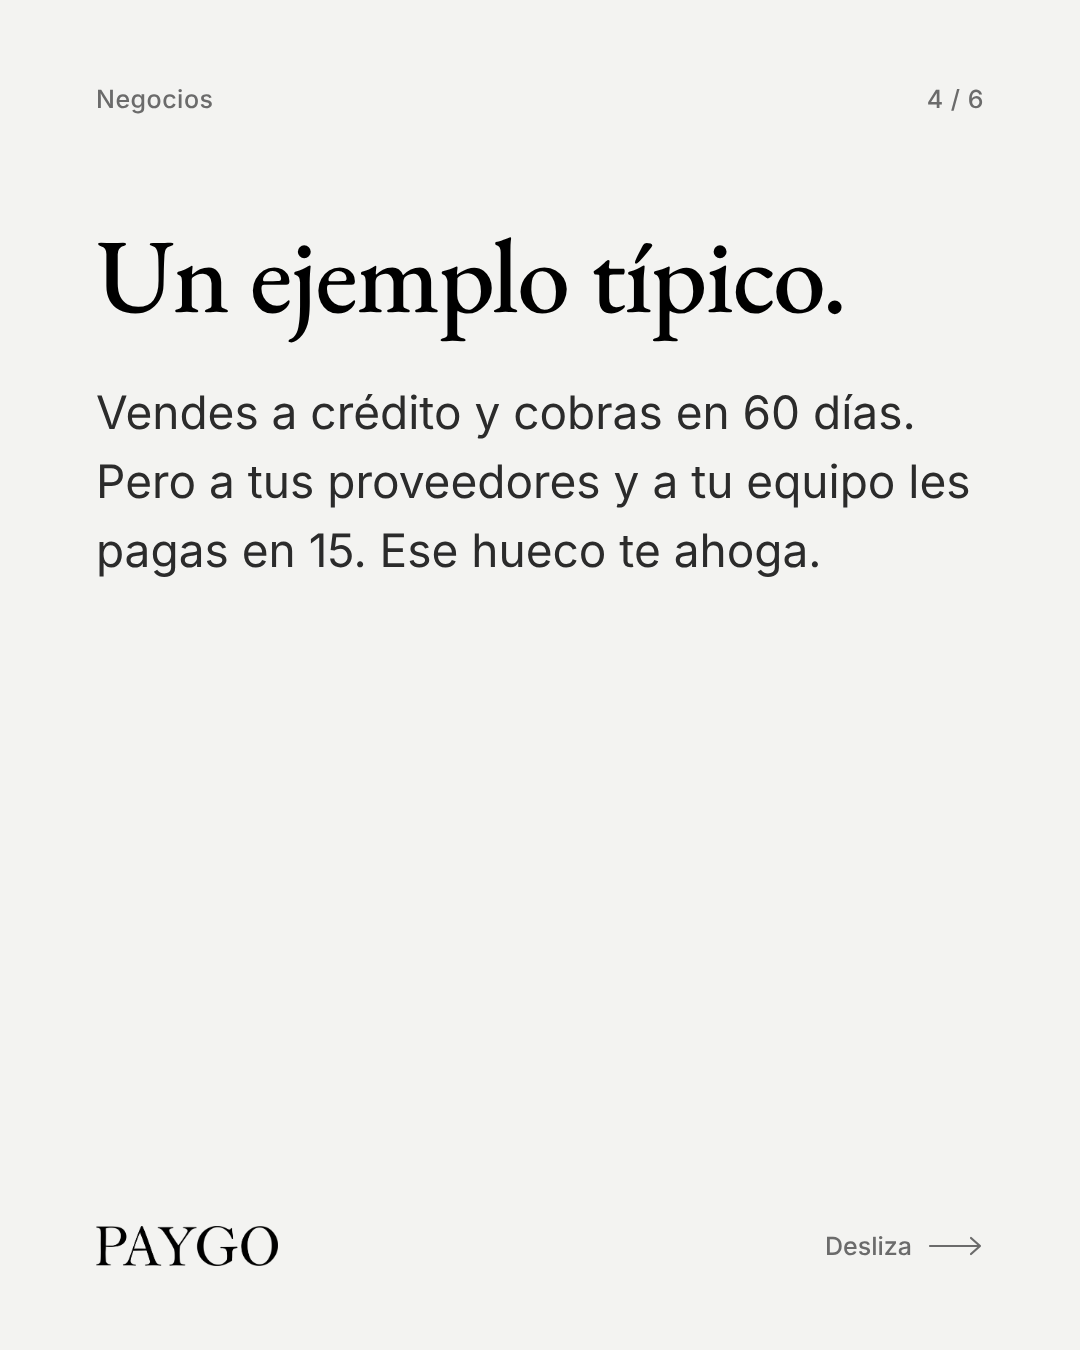 Negocios
4 / 6
Un ejemplo típico.
Vendes a crédito y cobras en 60 días.
Pero a tus proveedores y a tu equipo les
pagas en 15. Ese hueco te ahoga.
PAYGO
Desliza